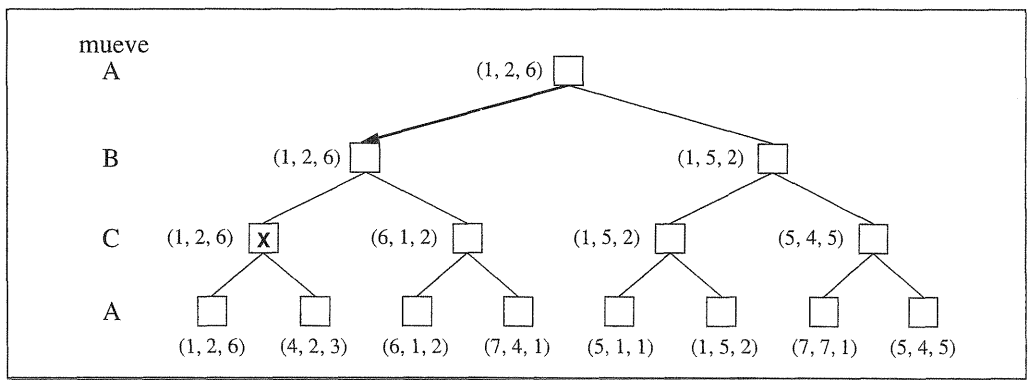 mueve
A (1, 2, 6)
B (1, 2, 6) (1, 5, 2)
C (1, 2, 6) X (6, 1, 2) (1, 5, 2) (5, 4, 5)
A
(1, 2, 6) (4, 2, 3) (6, 1, 2) (7, 4, 1) (5, 1, 1) (1, 5, 2) (7, 7, 1) (5, 4, 5)